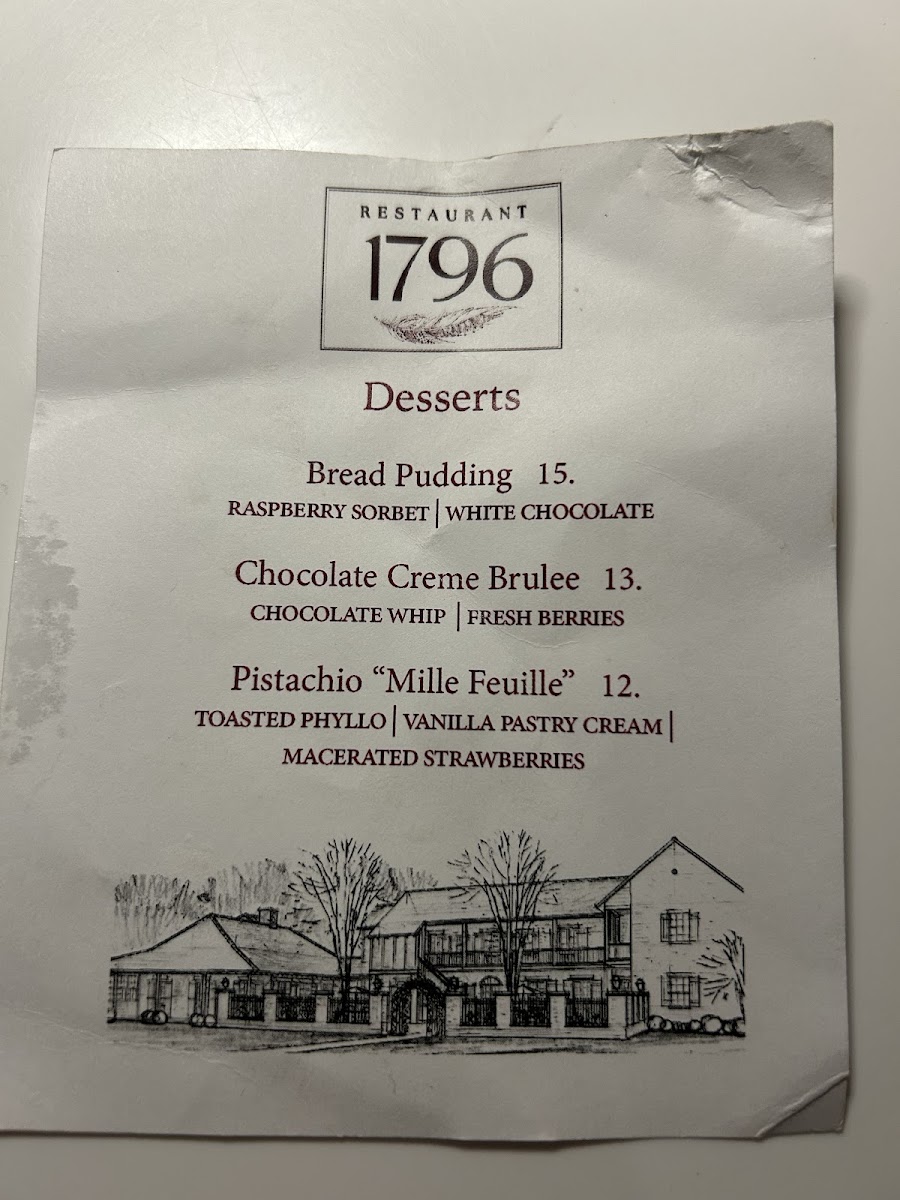 RESTAURANT
1796
Desserts
Bread Pudding 15.
RASPBERRY SORBET | WHITE CHOCOLATE
Chocolate Creme Brulee 13.
CHOCOLATE WHIP | FRESH BERRIES
Pistachio “Mille Feuille” 12.
TOASTED PHYLLO | VANILLA PASTRY CREAM |
MACERATED STRAWBERRIES